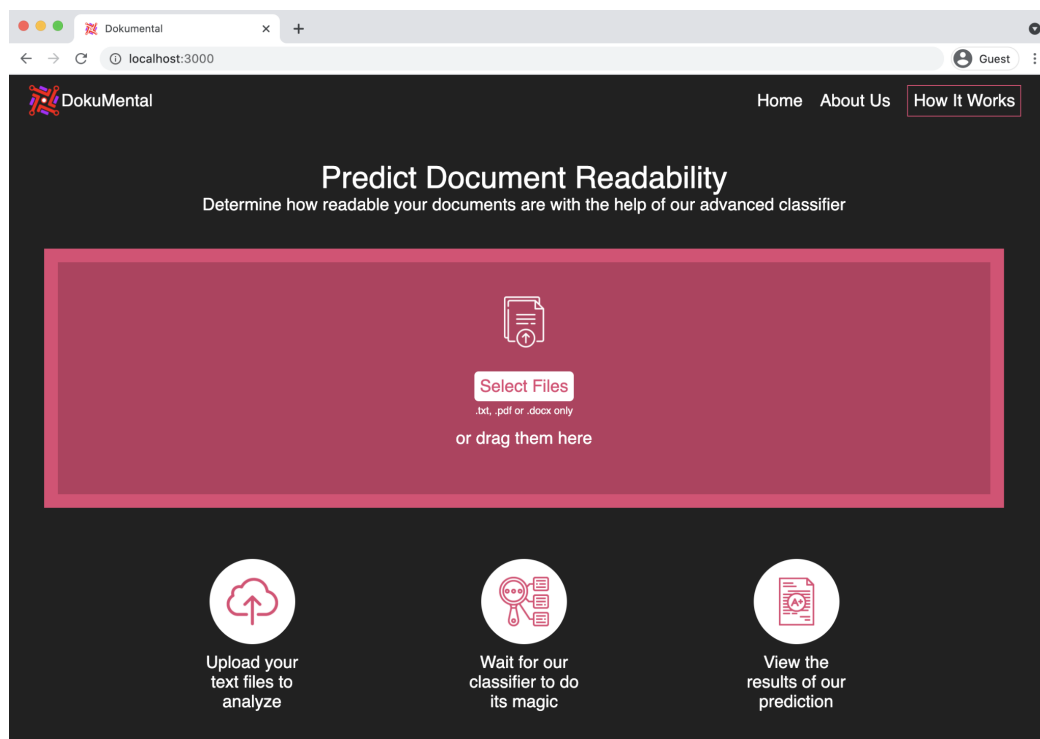 Dokumental
localhost:3000
Guest
DokuMental
Home About Us How It Works
Predict Document Readability
Determine how readable your documents are with the help of our advanced classifier
Select Files
.txt, .pdf or .docx only
or drag them here
Upload your
text files to
analyze
Wait for our
classifier to do
its magic
A+
View the
results of our
prediction